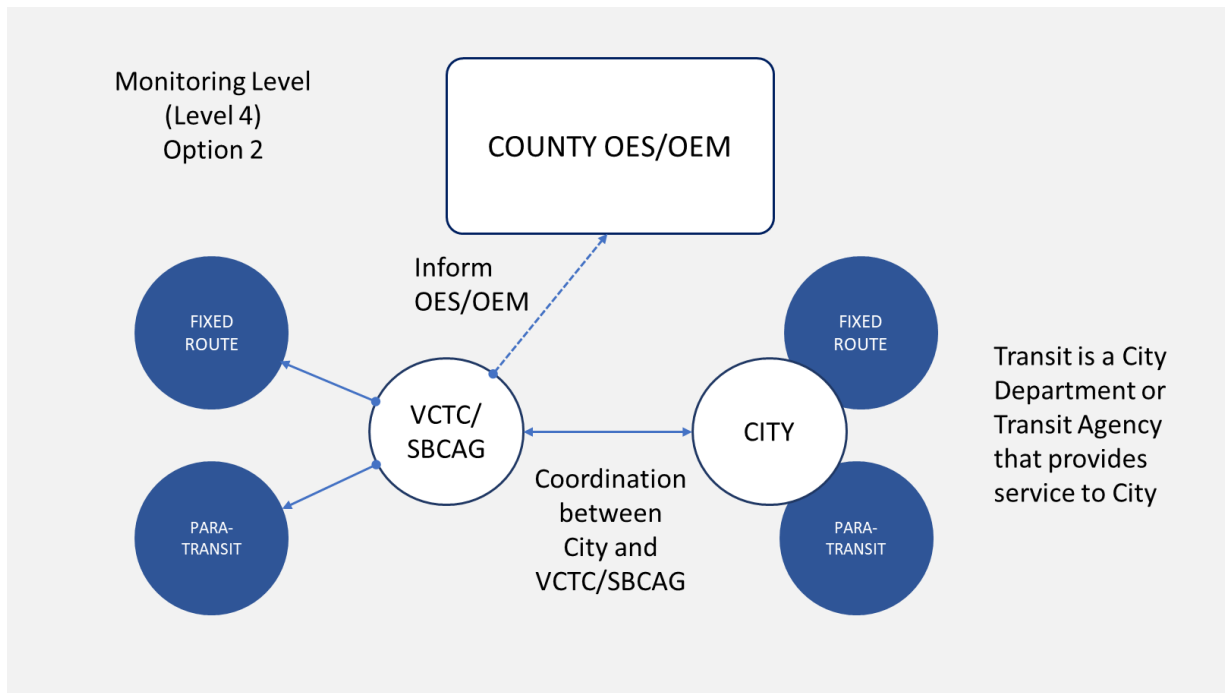 Monitoring Level
(Level 4)
Option 2
COUNTY OES/OEM
Inform
OES/OEM
FIXED
ROUTE
PARA-
TRANSIT
VCTC/
SBCAG
Coordination
between
City and
VCTC/SBCAG
CITY
FIXED
ROUTE
PARA-
TRANSIT
Transit is a City
Department or
Transit Agency
that provides
service to City